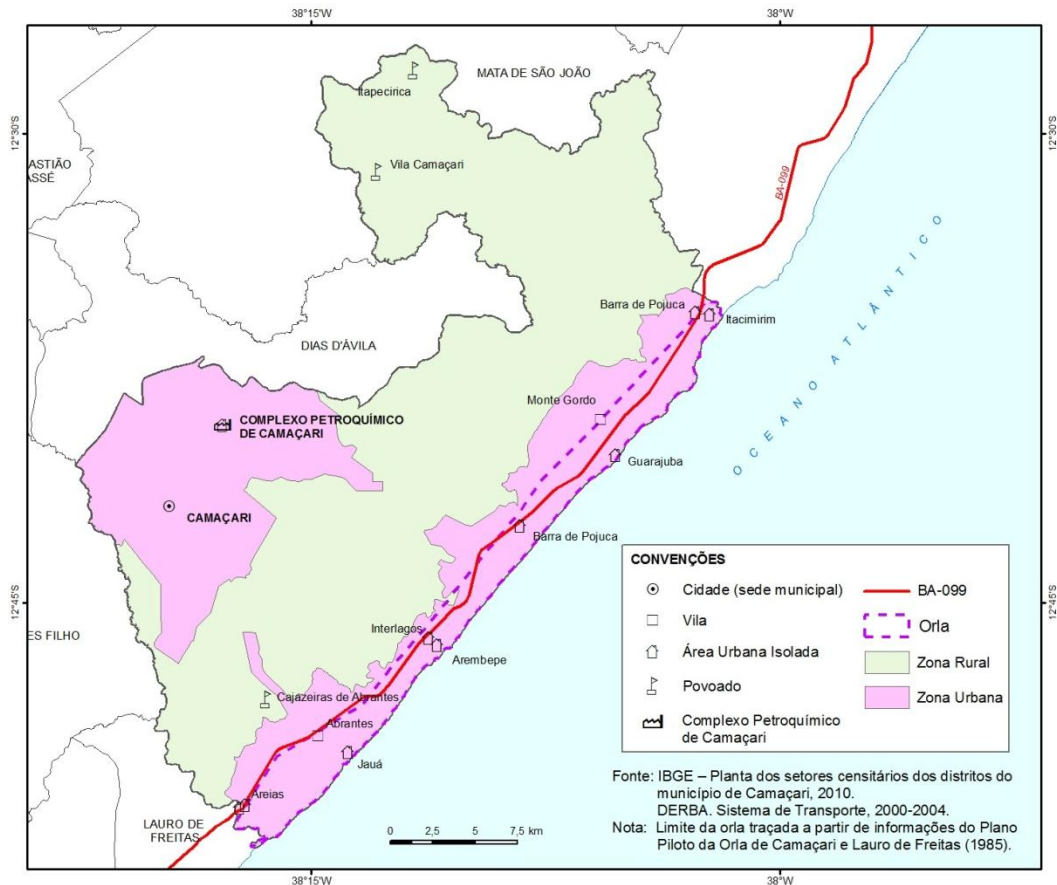 38°15'W
38°W
12°30'S
12°30'S
MATA DE SÃO JOÃO
Itapecirica
Vila Camaçari
BASTIÃO
ASSÉ
BA-099
OCEANO ATLÂNTICO
Barra de Pojuca
Itacimirim
DIAS D'ÁVILA
Monte Gordo
COMPLEXO PETROQUÍMICO
DE CAMAÇARI
Guarajuba
CAMAÇARI
Barra de Pojuca
12°45'S
12°45'S
ES FILHO
Interlagos
Arembepe
Cajazeiras de Abrantes
Abrantes
Jauá
Areias
LAURO DE
FREITAS
0 2,5 5 7,5 km
CONVENÇÕES
Cidade (sede municipal)
Vila
Área Urbana Isolada
Povoado
Complexo Petroquímico
de Camaçari
BA-099
Orla
Zona Rural
Zona Urbana
Fonte: IBGE – Planta dos setores censitários dos distritos do
município de Camaçari, 2010.
DERBA. Sistema de Transporte, 2000-2004.
Nota: Limite da orla traçada a partir de informações do Plano
Piloto da Orla de Camaçari e Lauro de Freitas (1985).
38°15'W
38°W